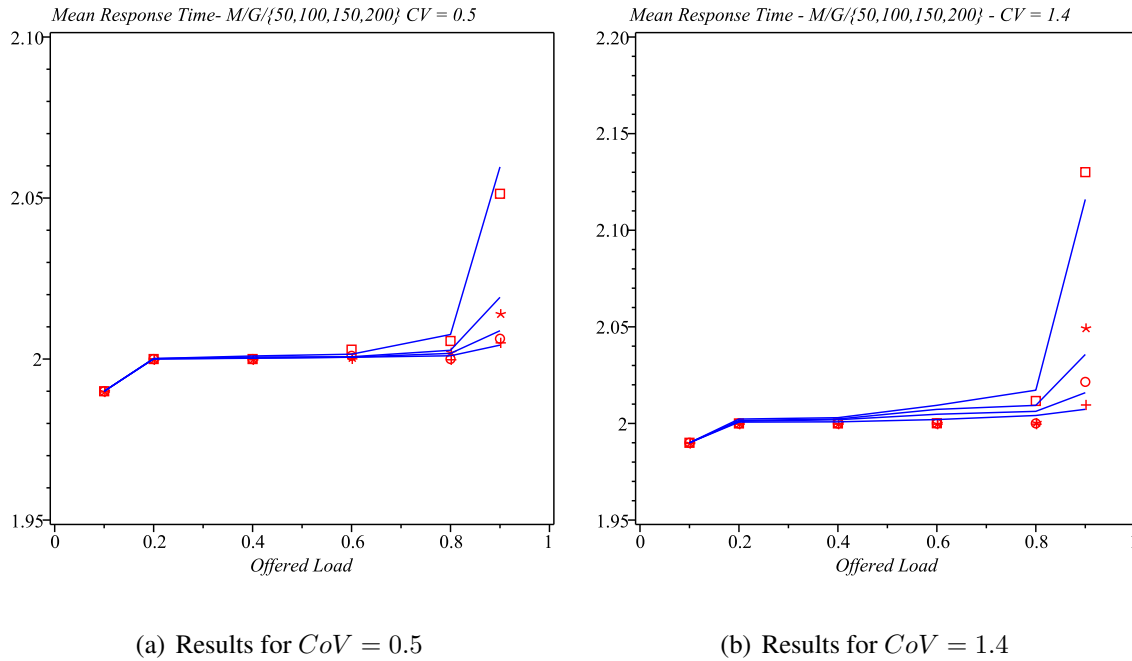 Mean Response Time- M/G/{50,100,150,200} CV = 0.5
2.10
2.05
2
1.95
0 0.2 0.4 0.6 0.8 1
Offered Load
(a) Results for CoV = 0.5
Mean Response Time - M/G/{50,100,150,200} - CV = 1.4
2.20
2.15
2.10
2.05
2
1.95
0 0.2 0.4 0.6 0.8 1
Offered Load
(b) Results for CoV = 1.4